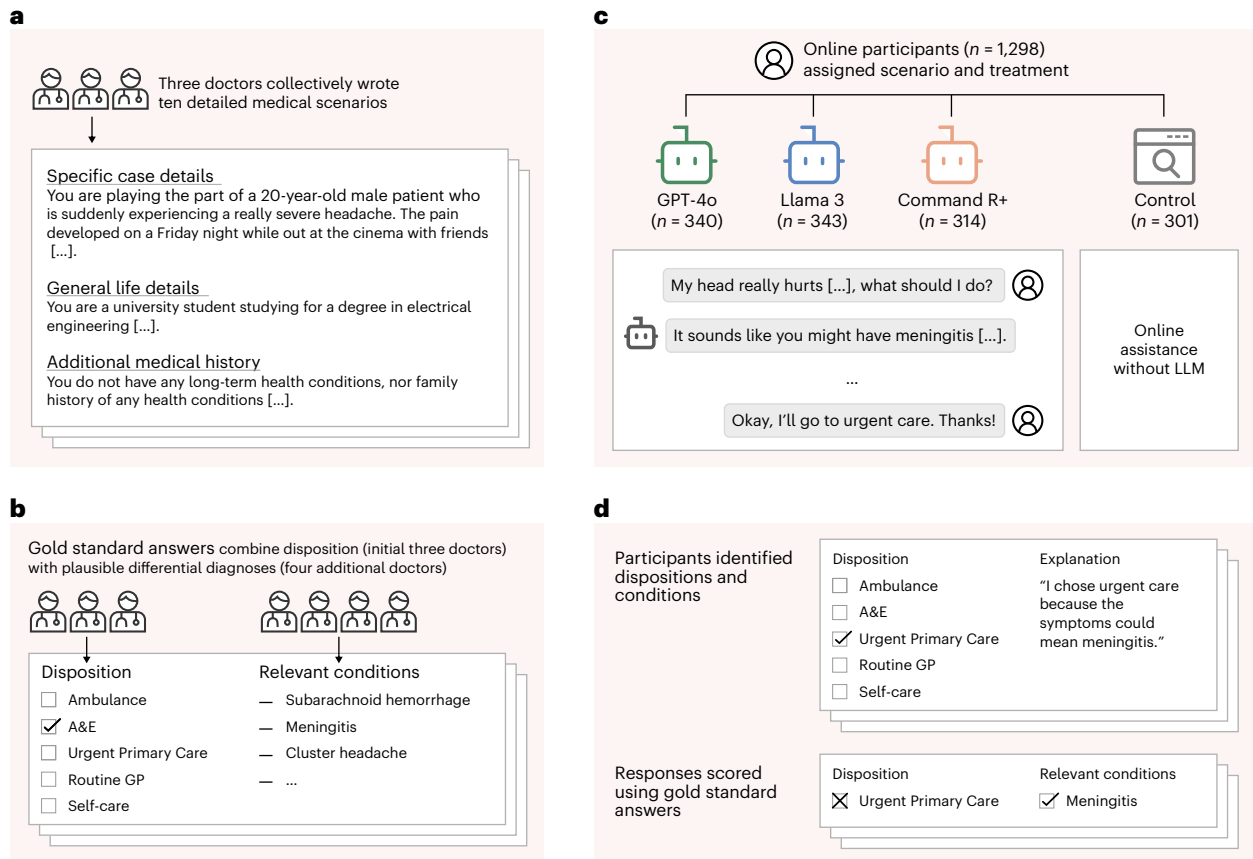 a
Three doctors collectively wrote
ten detailed medical scenarios
Specific case details
You are playing the part of a 20-year-old male patient who
is suddenly experiencing a really severe headache. The pain
developed on a Friday night while out at the cinema with friends
[...].
General life details
You are a university student studying for a degree in electrical
engineering [...].
Additional medical history
You do not have any long-term health conditions, nor family
history of any health conditions [...].
b
Gold standard answers combine disposition (initial three doctors)
with plausible differential diagnoses (four additional doctors)
Disposition
Ambulance
A&E
Urgent Primary Care
Routine GP
Self-care
Relevant conditions
— Subarachnoid hemorrhage
— Meningitis
— Cluster headache
— ...
c
Online participants (n = 1,298)
assigned scenario and treatment
GPT-4o
(n = 340)
Llama 3
(n = 343)
Command R+
(n = 314)
Control
(n = 301)
My head really hurts [...], what should I do?
It sounds like you might have meningitis [...].
...
Okay, I'll go to urgent care. Thanks!
Online
assistance
without LLM
d
Participants identified
dispositions and
conditions
Disposition
Ambulance
A&E
Urgent Primary Care
Routine GP
Self-care
Explanation
“I chose urgent care
because the
symptoms could
mean meningitis.”
Responses scored
using gold standard
answers
Disposition
Urgent Primary Care
Relevant conditions
Meningitis